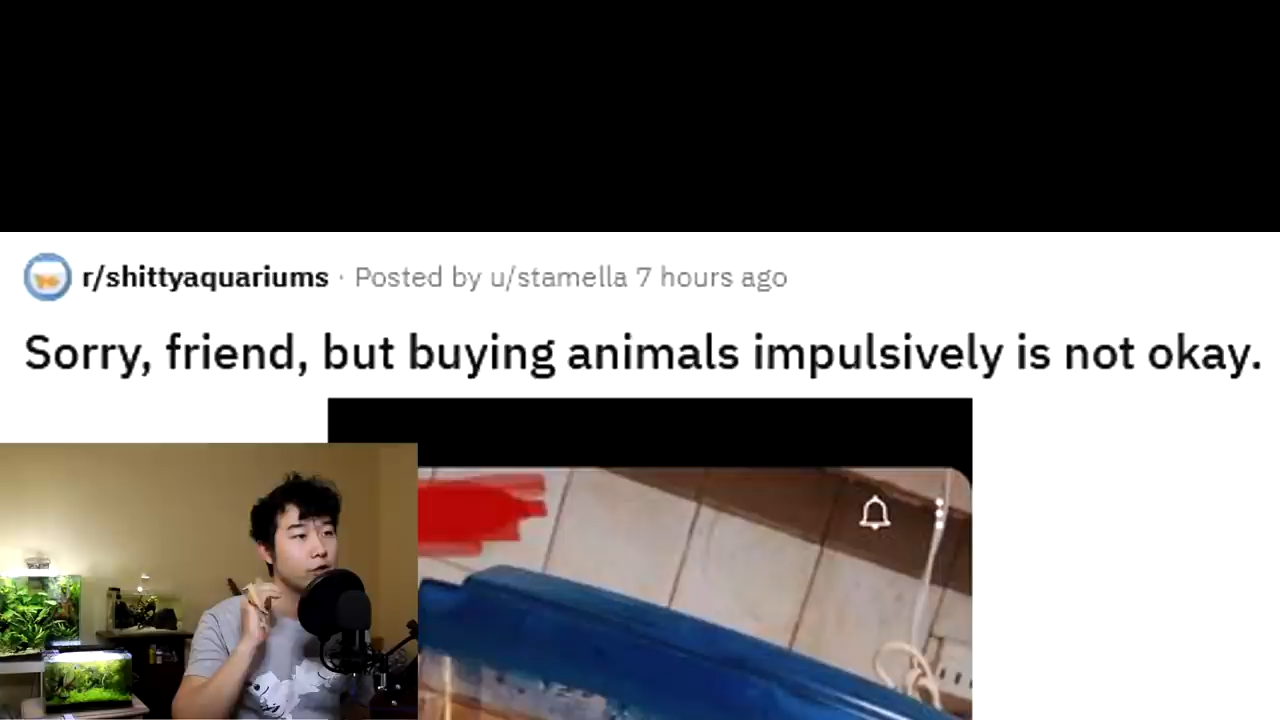 r/shittyaquariums · Posted by u/stamella 7 hours ago
Sorry, friend, but buying animals impulsively is not okay.